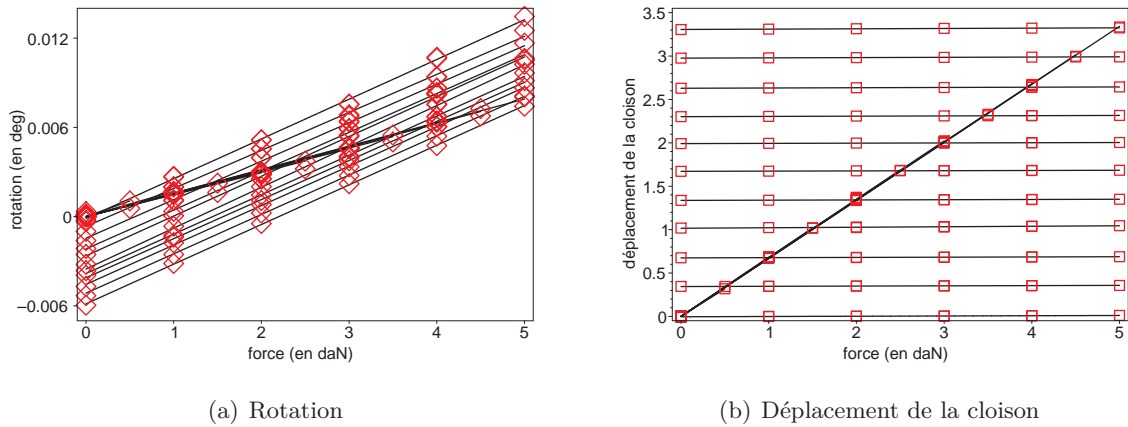 0.012
0.006
0
−0.006
rotation (en deg)
0 1 2 3 4 5
force (en daN)
(a) Rotation
3.5
3
2.5
2
1.5
1
0.5
0
déplacement de la cloison
0 1 2 3 4 5
force (en daN)
(b) Déplacement de la cloison